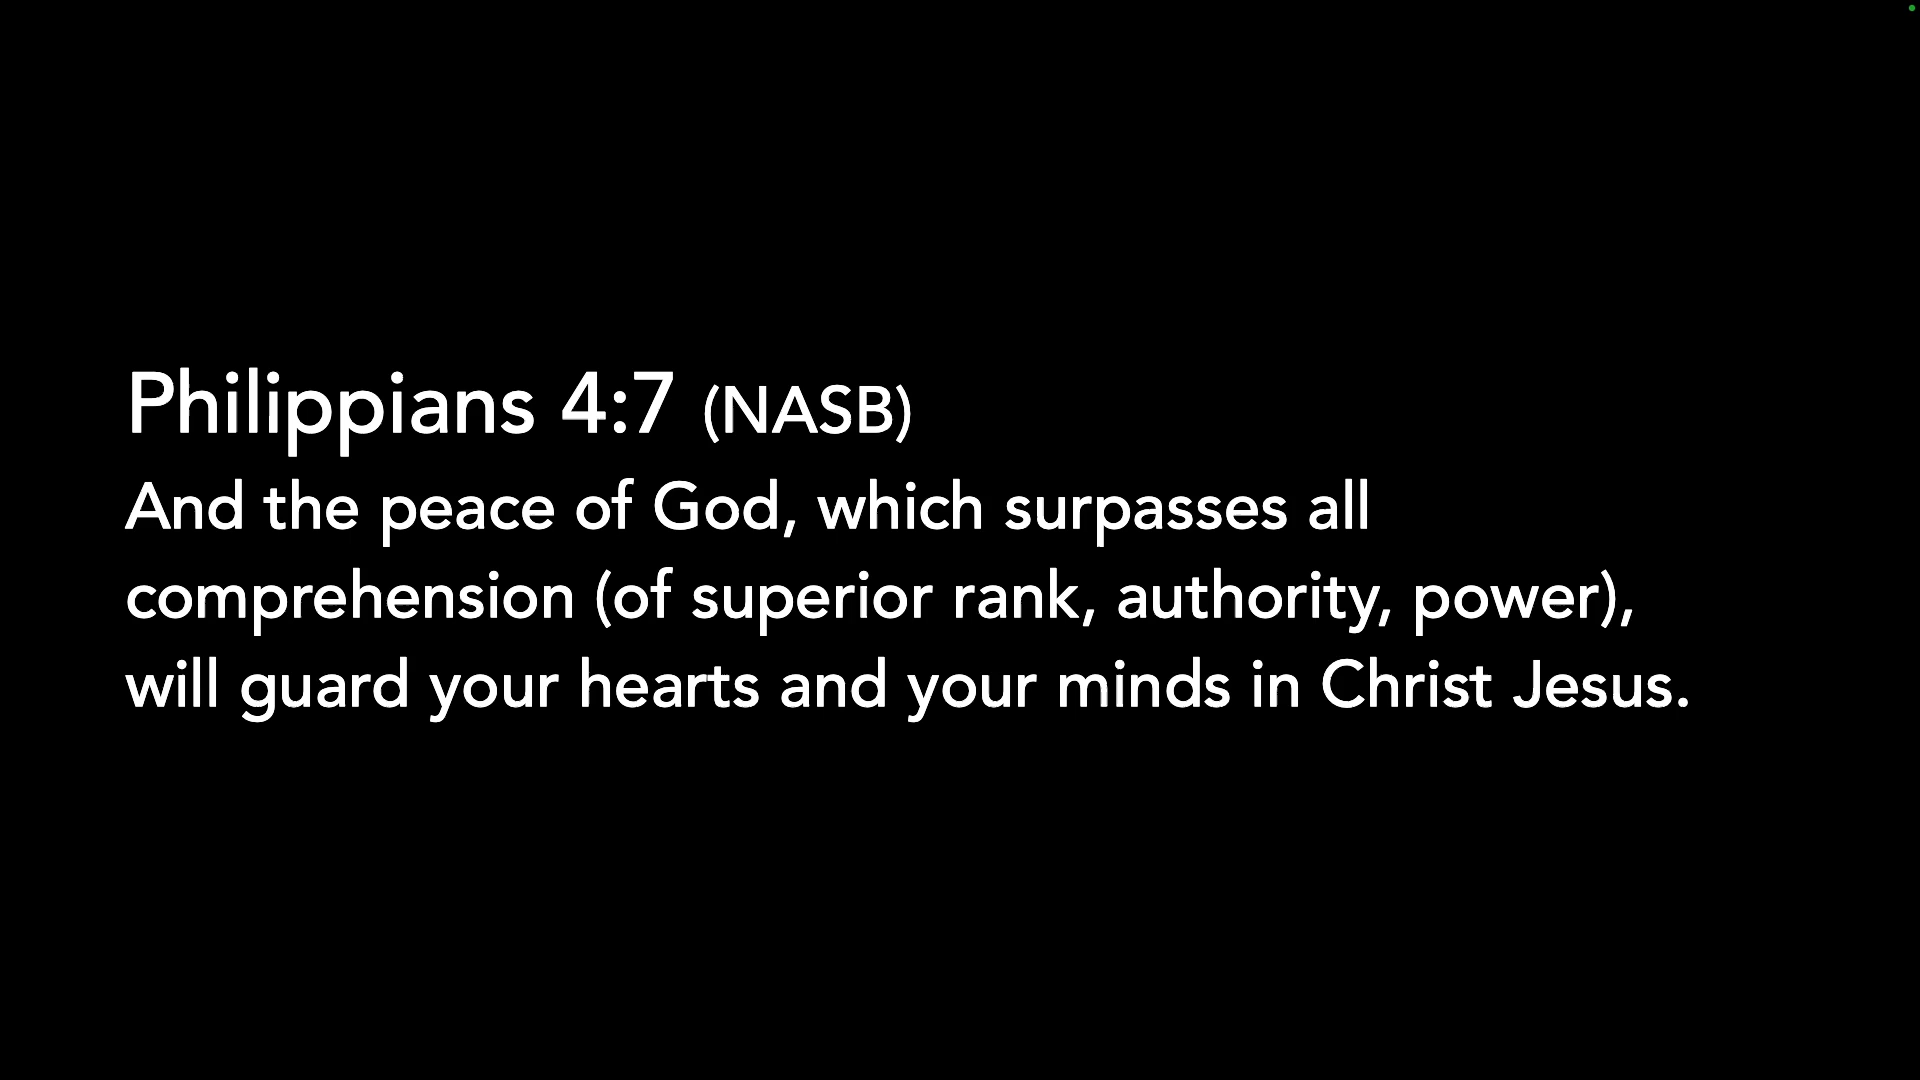 Philippians 4:7 (NASB)
And the peace of God, which surpasses all
comprehension (of superior rank, authority, power),
will guard your hearts and your minds in Christ Jesus.